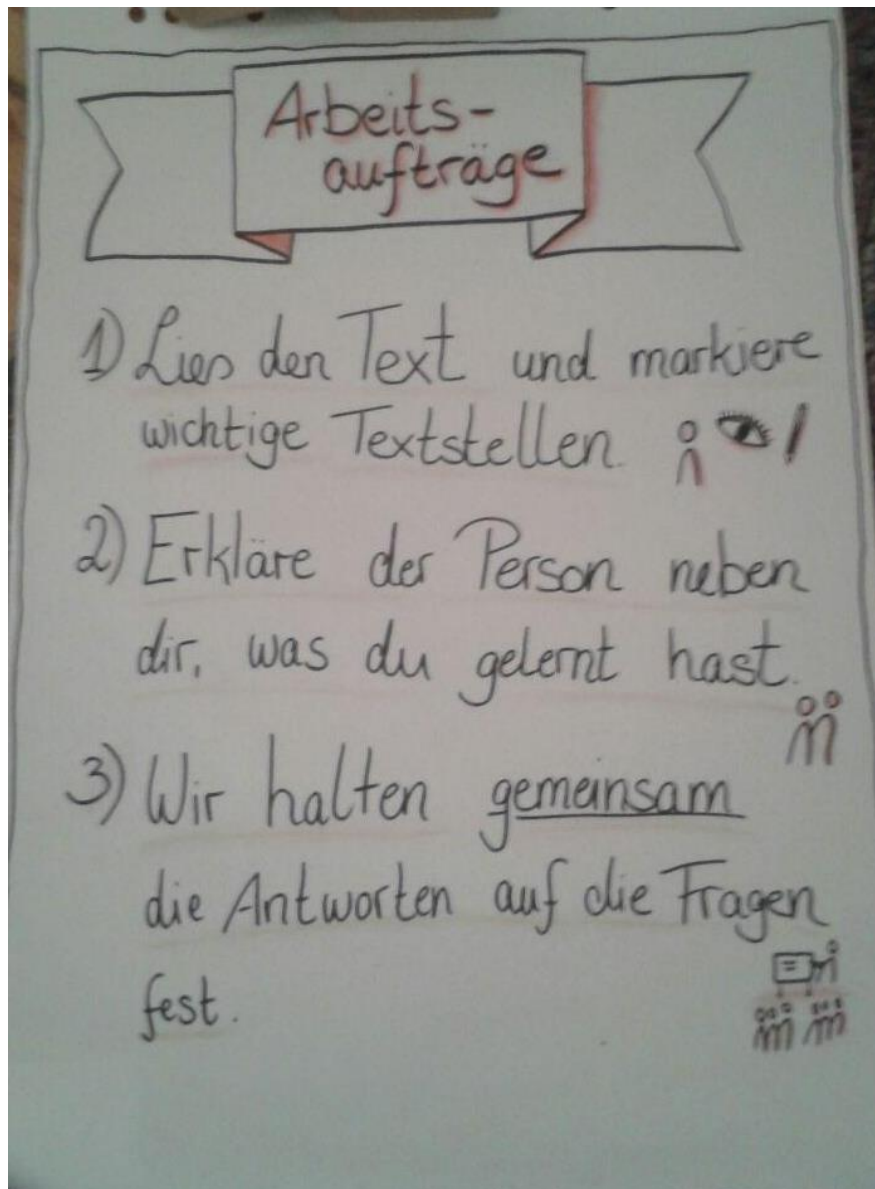 Arbeits-
aufträge
1) Lies den Text und markiere
wichtige Textstellen.
2) Erkläre der Person neben
dir, was du gelernt hast.
3) Wir halten gemeinsam
die Antworten auf die Fragen
fest.